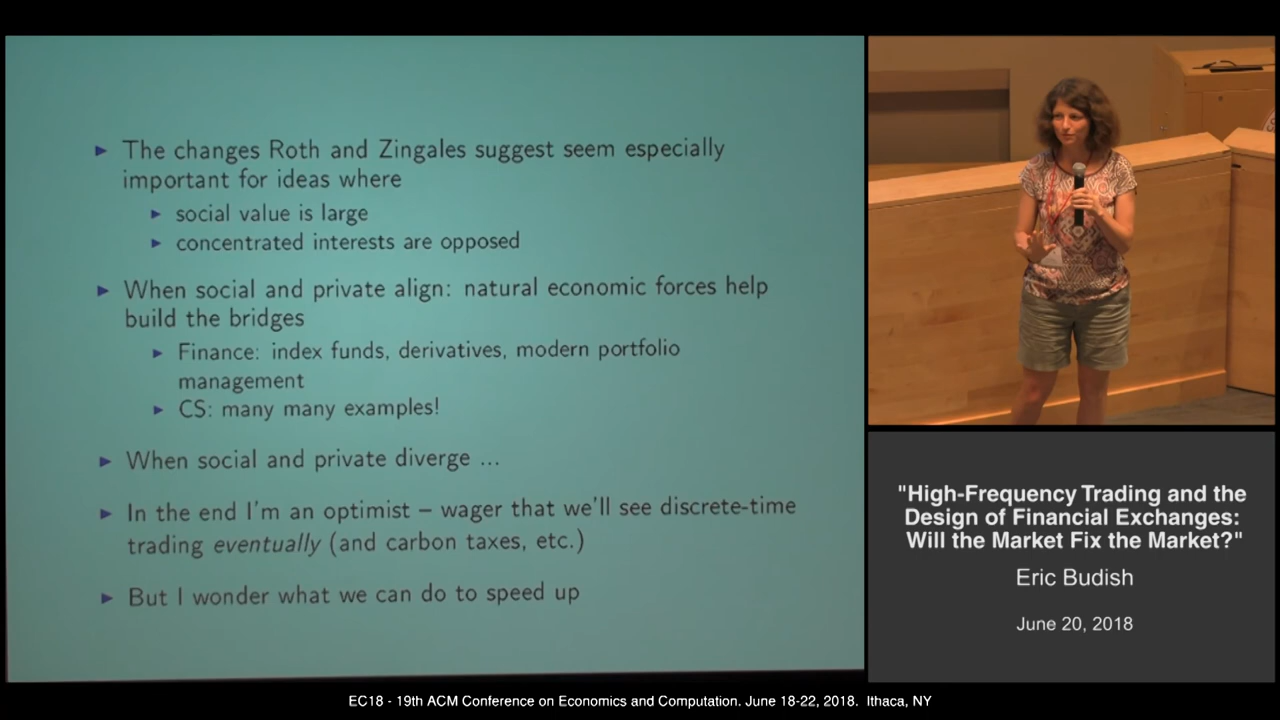 The changes Roth and Zingales suggest seem especially
important for ideas where
social value is large
concentrated interests are opposed
When social and private align: natural economic forces help
build the bridges
Finance: index funds, derivatives, modern portfolio
management
CS: many many examples!
When social and private diverge ...
In the end I'm an optimist – wager that we'll see discrete-time
trading eventually (and carbon taxes, etc.)
But I wonder what we can do to speed up
"High-Frequency Trading and the
Design of Financial Exchanges:
Will the Market Fix the Market?"
Eric Budish
June 20, 2018
EC18 - 19th ACM Conference on Economics and Computation. June 18-22, 2018. Ithaca, NY